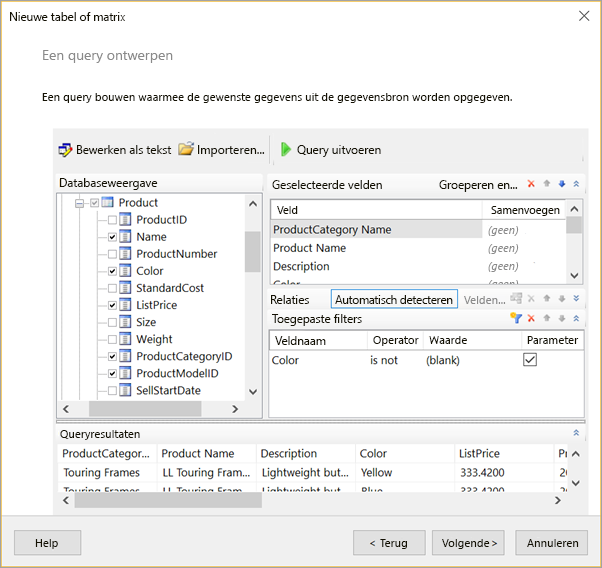 Nieuwe tabel of matrix
Een query ontwerpen
Een query bouwen waarmee de gewenste gegevens uit de gegevensbron worden opgegeven.
Bewerken als tekst Importeren... Query uitvoeren
Databaseweergave
Product
ProductID
Name
ProductNumber
Color
StandardCost
ListPrice
Size
Weight
ProductCategoryID
ProductModelID
SellStartDate
Geselecteerde velden Groeperen en...
Veld Samenvoegen
ProductCategory Name (geen)
Product Name (geen)
Description (geen)
Color (geen)
Relaties Automatisch detecteren Velden...
Toegepaste filters
Veldnaam Operator Waarde Parameter
Color is not (blank)
Queryresultaten
ProductCategor... Product Name Description Color ListPrice
Touring Frames LL Touring Fram... Lightweight but... Yellow 333.4200
Touring Frames LL Touring Fram... Lightweight but... Blue 333.4200
Help < Terug Volgende > Annuleren